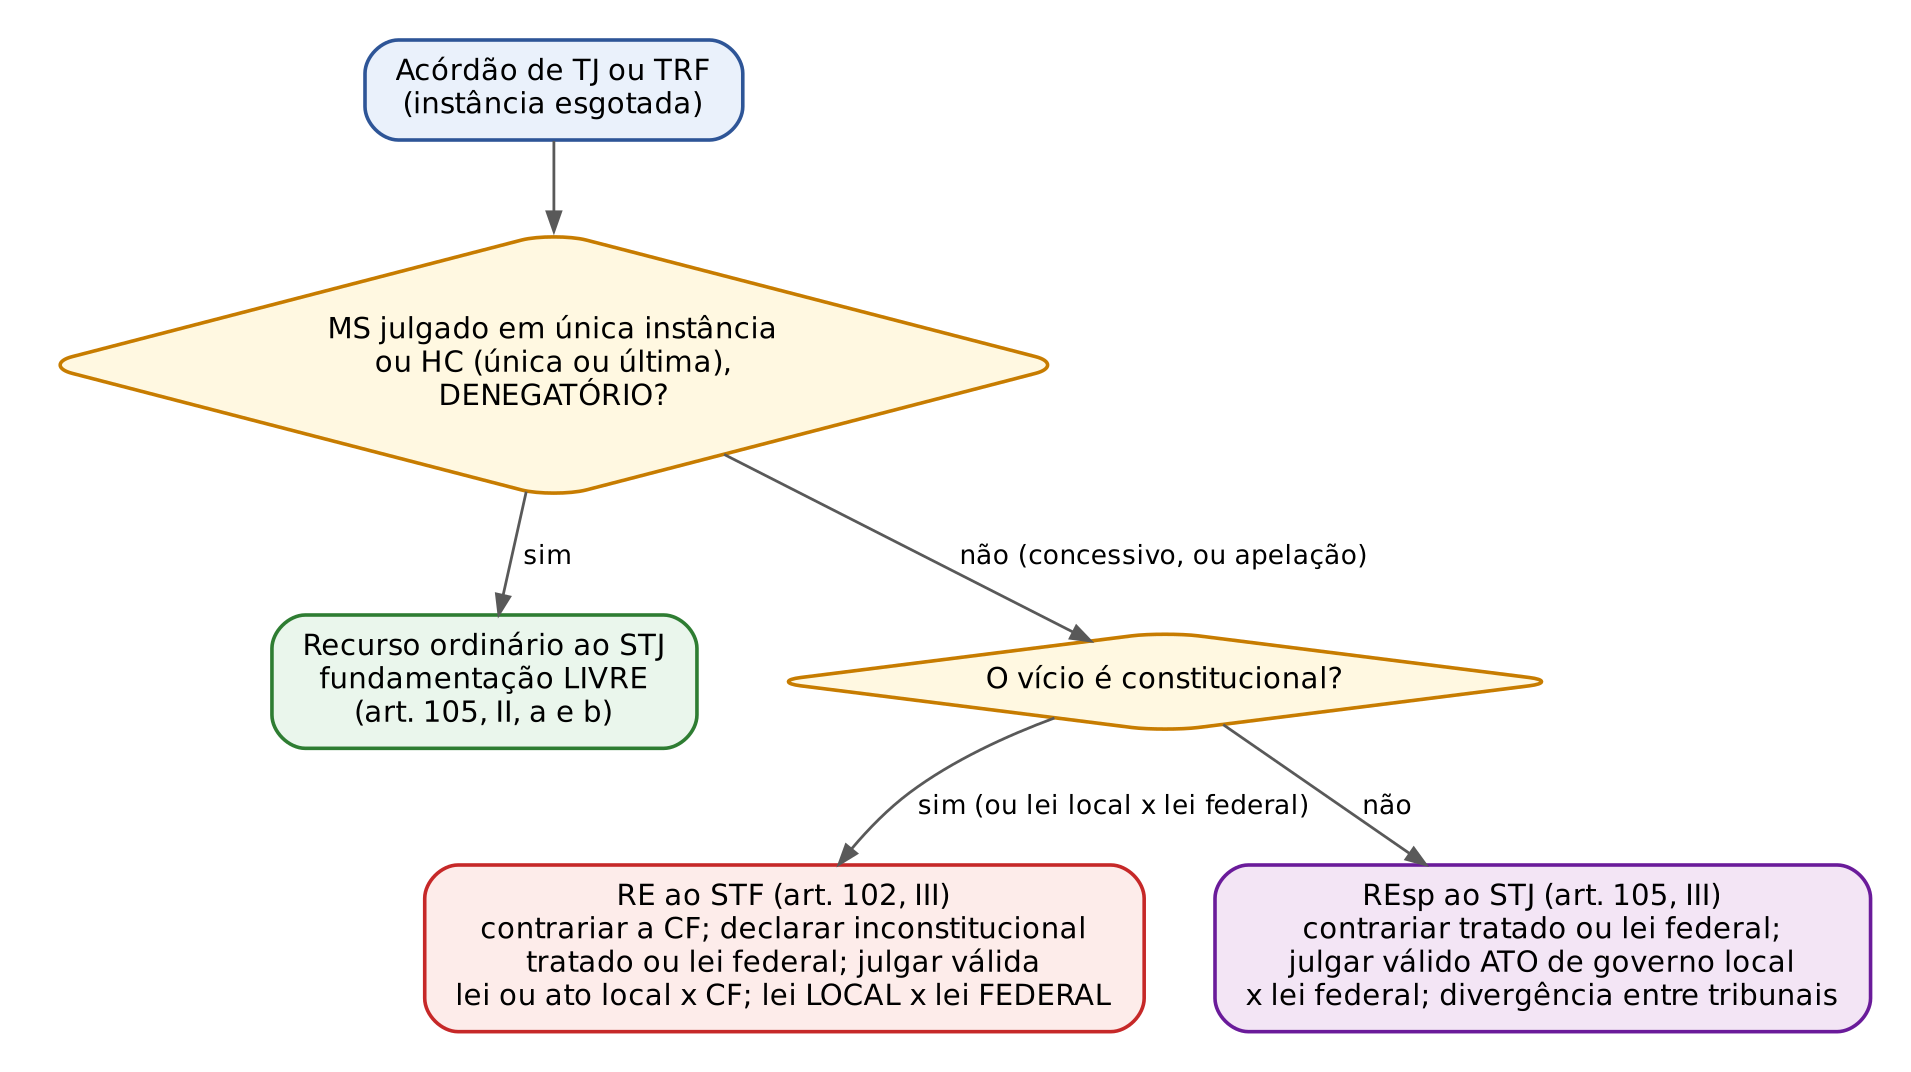 Acórdão de TJ ou TRF
(instância esgotada)
MS julgado em única instância
ou HC (única ou última),
DENEGATÓRIO?
sim
não (concessivo, ou apelação)
Recurso ordinário ao STJ
fundamentação LIVRE
(art. 105, II, a e b)
O vício é constitucional?
sim (ou lei local x lei federal)
não
RE ao STF (art. 102, III)
contrariar a CF; declarar inconstitucional
tratado ou lei federal; julgar válida
lei ou ato local x CF; lei LOCAL x lei FEDERAL
REsp ao STJ (art. 105, III)
contrariar tratado ou lei federal;
julgar válido ATO de governo local
x lei federal; divergência entre tribunais